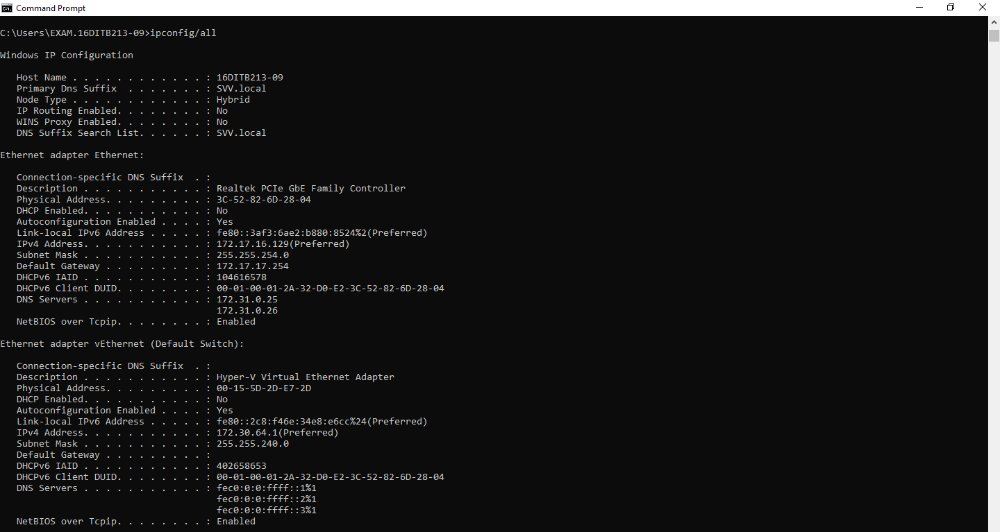 Command Prompt
C:\Users\EXAM.16DITB213-09>ipconfig/all
Windows IP Configuration
   Host Name . . . . . . . . . . . . : 16DITB213-09
   Primary Dns Suffix  . . . . . . . : SVV.local
   Node Type . . . . . . . . . . . . : Hybrid
   IP Routing Enabled. . . . . . . . : No
   WINS Proxy Enabled. . . . . . . . : No
   DNS Suffix Search List. . . . . . : SVV.local
Ethernet adapter Ethernet:
   Connection-specific DNS Suffix  . :
   Description . . . . . . . . . . . : Realtek PCIe GbE Family Controller
   Physical Address. . . . . . . . . : 3C-52-82-6D-28-04
   DHCP Enabled. . . . . . . . . . . : No
   Autoconfiguration Enabled . . . . : Yes
   Link-local IPv6 Address . . . . . : fe80::3af3:6ae2:b880:8524%2(Preferred)
   IPv4 Address. . . . . . . . . . . : 172.17.16.129(Preferred)
   Subnet Mask . . . . . . . . . . . : 255.255.254.0
   Default Gateway . . . . . . . . . : 172.17.17.254
   DHCPv6 IAID . . . . . . . . . . . : 104616578
   DHCPv6 Client DUID. . . . . . . . : 00-01-00-01-2A-32-D0-E2-3C-52-82-6D-28-04
   DNS Servers . . . . . . . . . . . : 172.31.0.25
                                       172.31.0.26
   NetBIOS over Tcpip. . . . . . . . : Enabled
Ethernet adapter vEthernet (Default Switch):
   Connection-specific DNS Suffix  . :
   Description . . . . . . . . . . . : Hyper-V Virtual Ethernet Adapter
   Physical Address. . . . . . . . . : 00-15-5D-2D-E7-2D
   DHCP Enabled. . . . . . . . . . . : No
   Autoconfiguration Enabled . . . . : Yes
   Link-local IPv6 Address . . . . . : fe80::2c8:f46e:34e8:e6cc%24(Preferred)
   IPv4 Address. . . . . . . . . . . : 172.30.64.1(Preferred)
   Subnet Mask . . . . . . . . . . . : 255.255.240.0
   Default Gateway . . . . . . . . . :
   DHCPv6 IAID . . . . . . . . . . . : 402658653
   DHCPv6 Client DUID. . . . . . . . : 00-01-00-01-2A-32-D0-E2-3C-52-82-6D-28-04
   DNS Servers . . . . . . . . . . . : fec0:0:0:ffff::1%1
                                       fec0:0:0:ffff::2%1
                                       fec0:0:0:ffff::3%1
   NetBIOS over Tcpip. . . . . . . . : Enabled